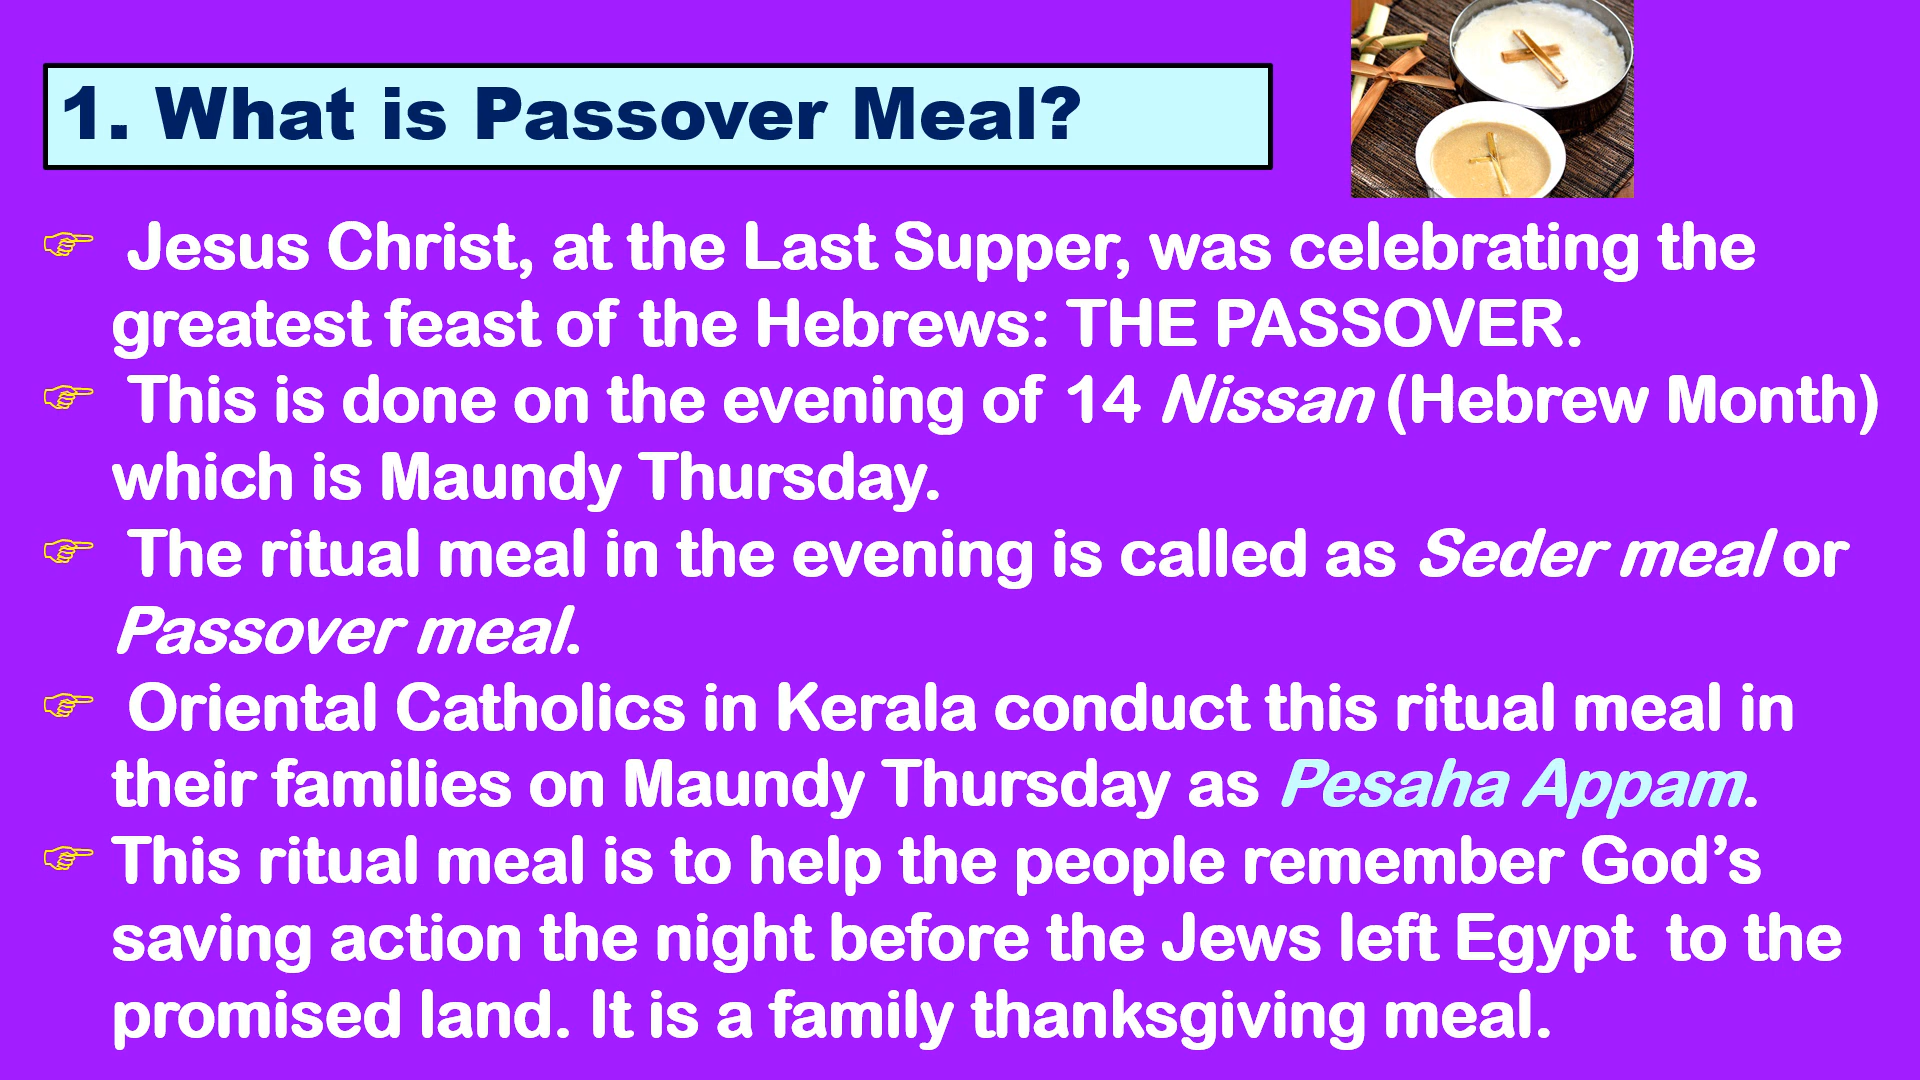 1. What is Passover Meal?
☞ Jesus Christ, at the Last Supper, was celebrating the
greatest feast of the Hebrews: THE PASSOVER.
☞ This is done on the evening of 14 Nissan (Hebrew Month)
which is Maundy Thursday.
☞ The ritual meal in the evening is called as Seder meal or
Passover meal.
☞ Oriental Catholics in Kerala conduct this ritual meal in
their families on Maundy Thursday as Pesaha Appam.
☞ This ritual meal is to help the people remember God’s
saving action the night before the Jews left Egypt to the
promised land. It is a family thanksgiving meal.